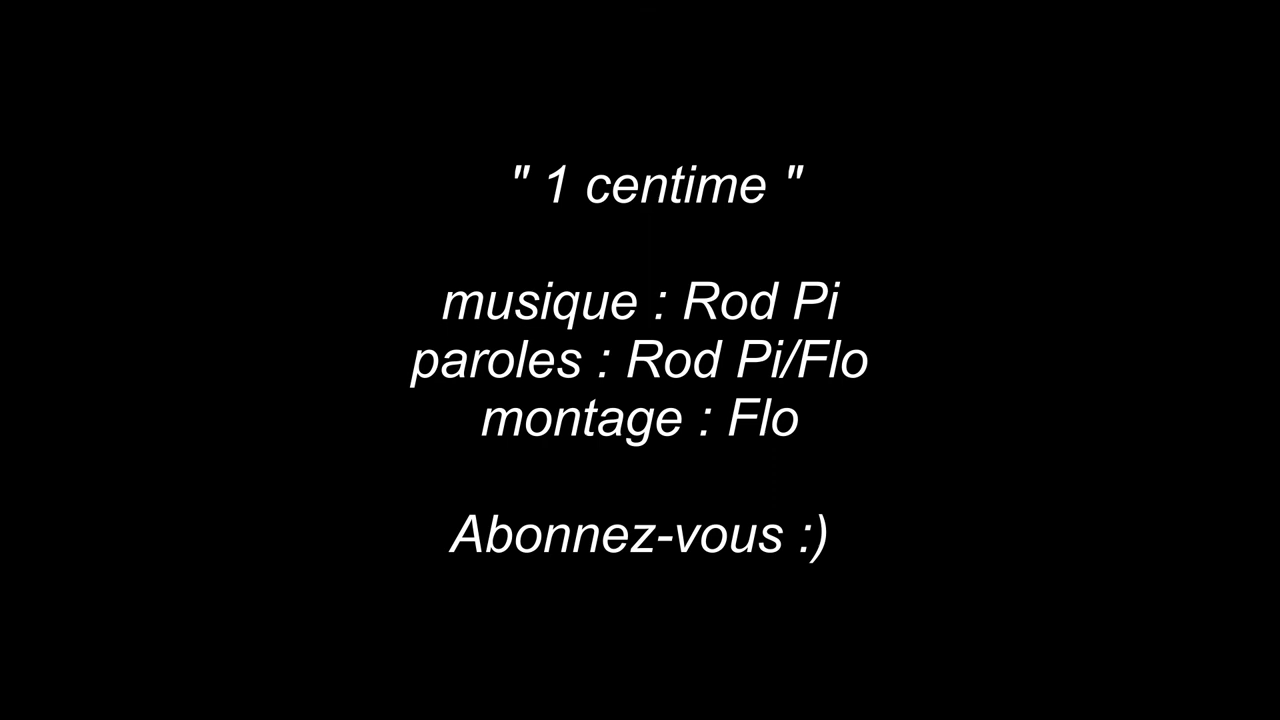 " 1 centime "
musique : Rod Pi
paroles : Rod Pi/Flo
montage : Flo
Abonnez-vous :)